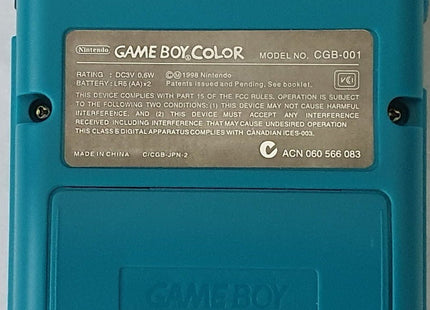 Nintendo GAME BOY COLOR MODEL NO. CGB-001
RATING : DC3V 0.6W ©Ⓜ1998 Nintendo
BATTERY : LR6 (AA)×2 Patents issued and Pending, See booklet.
VCI
THIS DEVICE COMPLIES WITH PART 15 OF THE FCC RULES. OPERATION IS SUBJECT
TO THE FOLLOWING TWO CONDITIONS: (1) THIS DEVICE MAY NOT CAUSE HARMFUL
INTERFERENCE, AND (2) THIS DEVICE MUST ACCEPT ANY INTERFERENCE
RECEIVED INCLUDING INTERFERENCE THAT MAY CAUSE UNDESIRED OPERATION
THIS CLASS B DIGITAL APPARATUS COMPLIES WITH CANADIAN ICES-003.
MADE IN CHINA C/CGB-JPN-2 ACN 060 566 083
GAME BOY